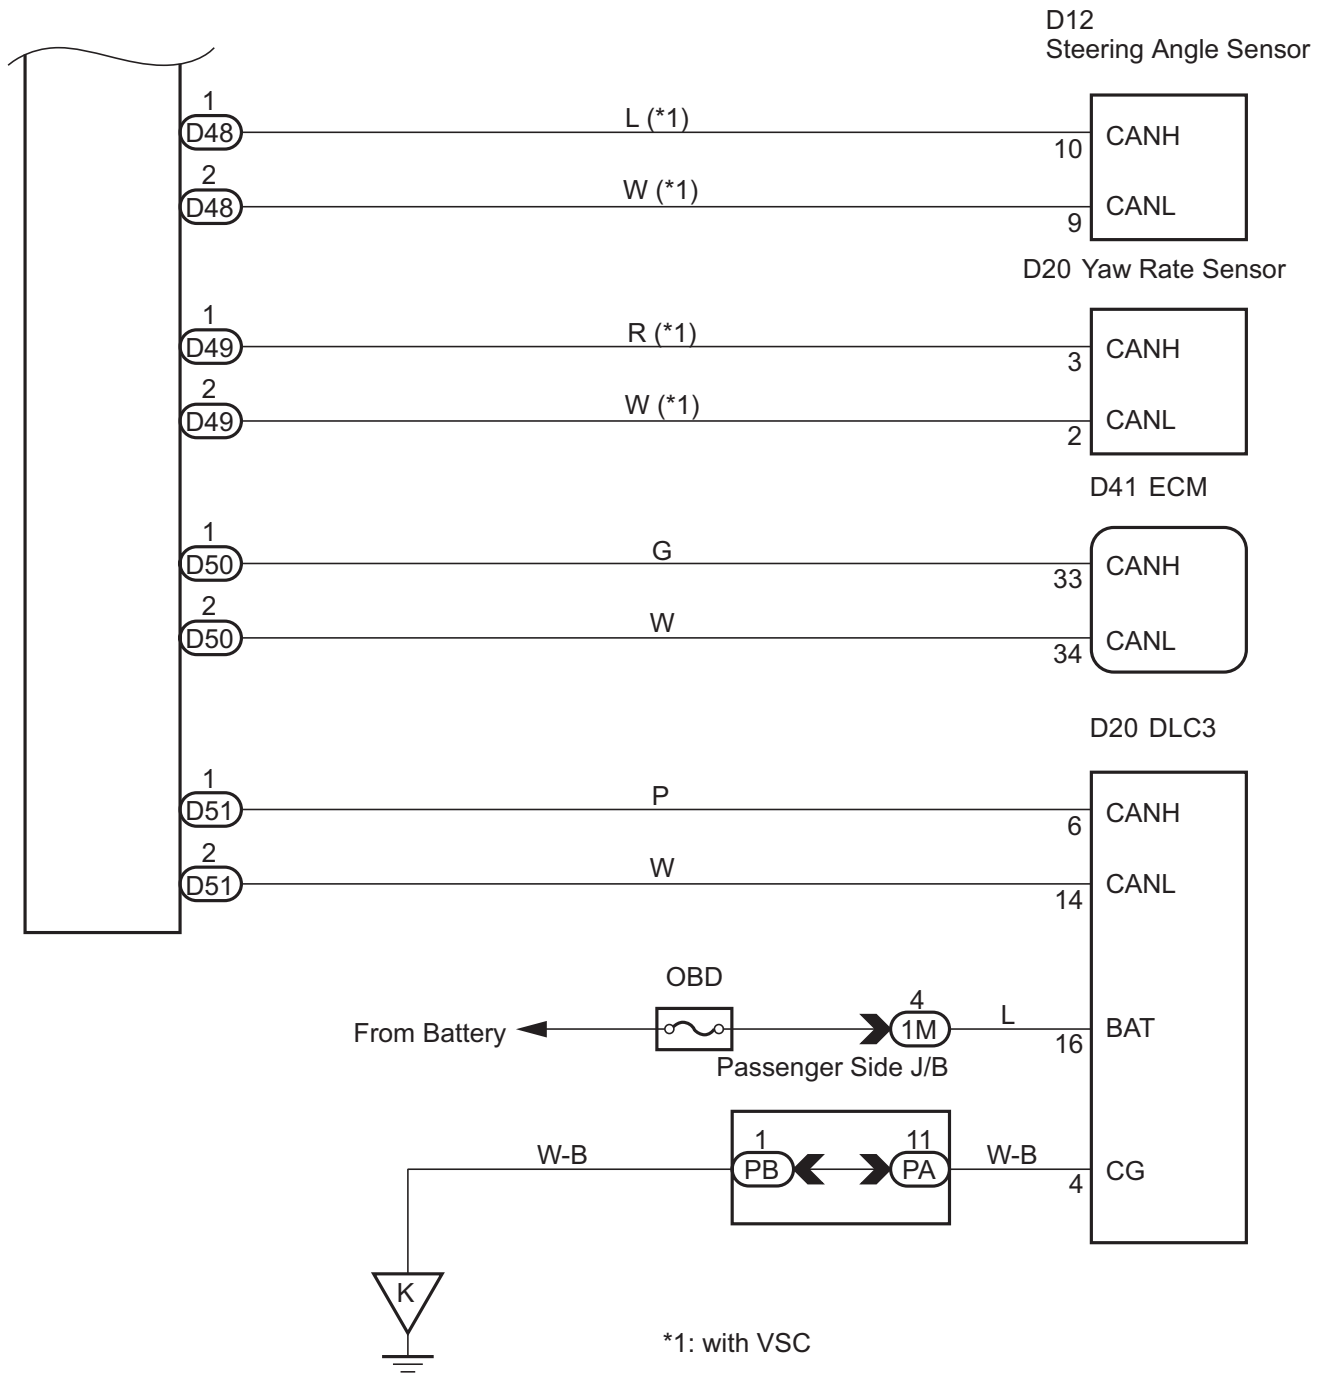 D12
Steering Angle Sensor
1
D48
L (*1)
10
CANH
2
D48
W (*1)
9
CANL
D20 Yaw Rate Sensor
1
D49
R (*1)
3
CANH
2
D49
W (*1)
2
CANL
D41 ECM
1
D50
G
33
CANH
2
D50
W
34
CANL
D20 DLC3
1
D51
P
6
CANH
2
D51
W
14
CANL
OBD
From Battery
4
1M
L
16
BAT
Passenger Side J/B
W-B
1
PB
11
PA
W-B
4
CG
K
*1: with VSC